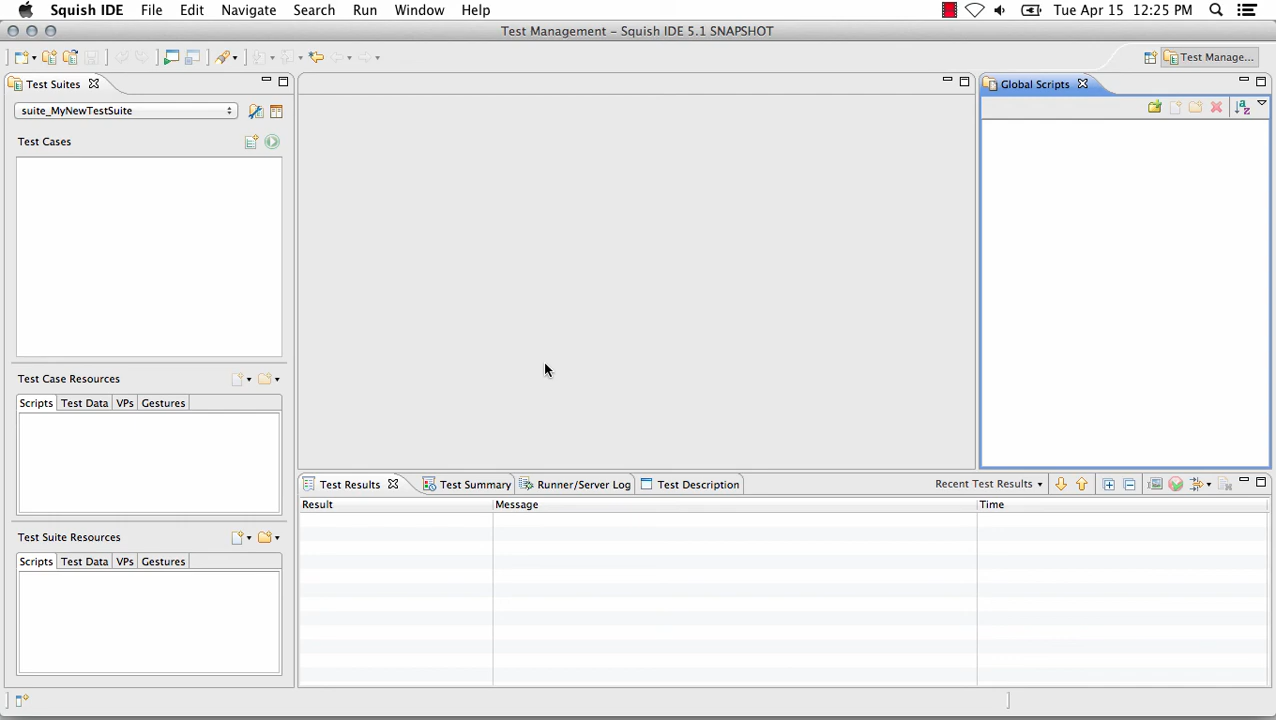 Squish IDE File Edit Navigate Search Run Window Help Tue Apr 15 12:25 PM
Test Management - Squish IDE 5.1 SNAPSHOT
Test Manage...
Test Suites
Global Scripts
suite_MyNewTestSuite
Test Cases
Test Case Resources
Scripts Test Data VPs Gestures
Test Suite Resources
Scripts Test Data VPs Gestures
Test Results Test Summary Runner/Server Log Test Description Recent Test Results
Result Message Time